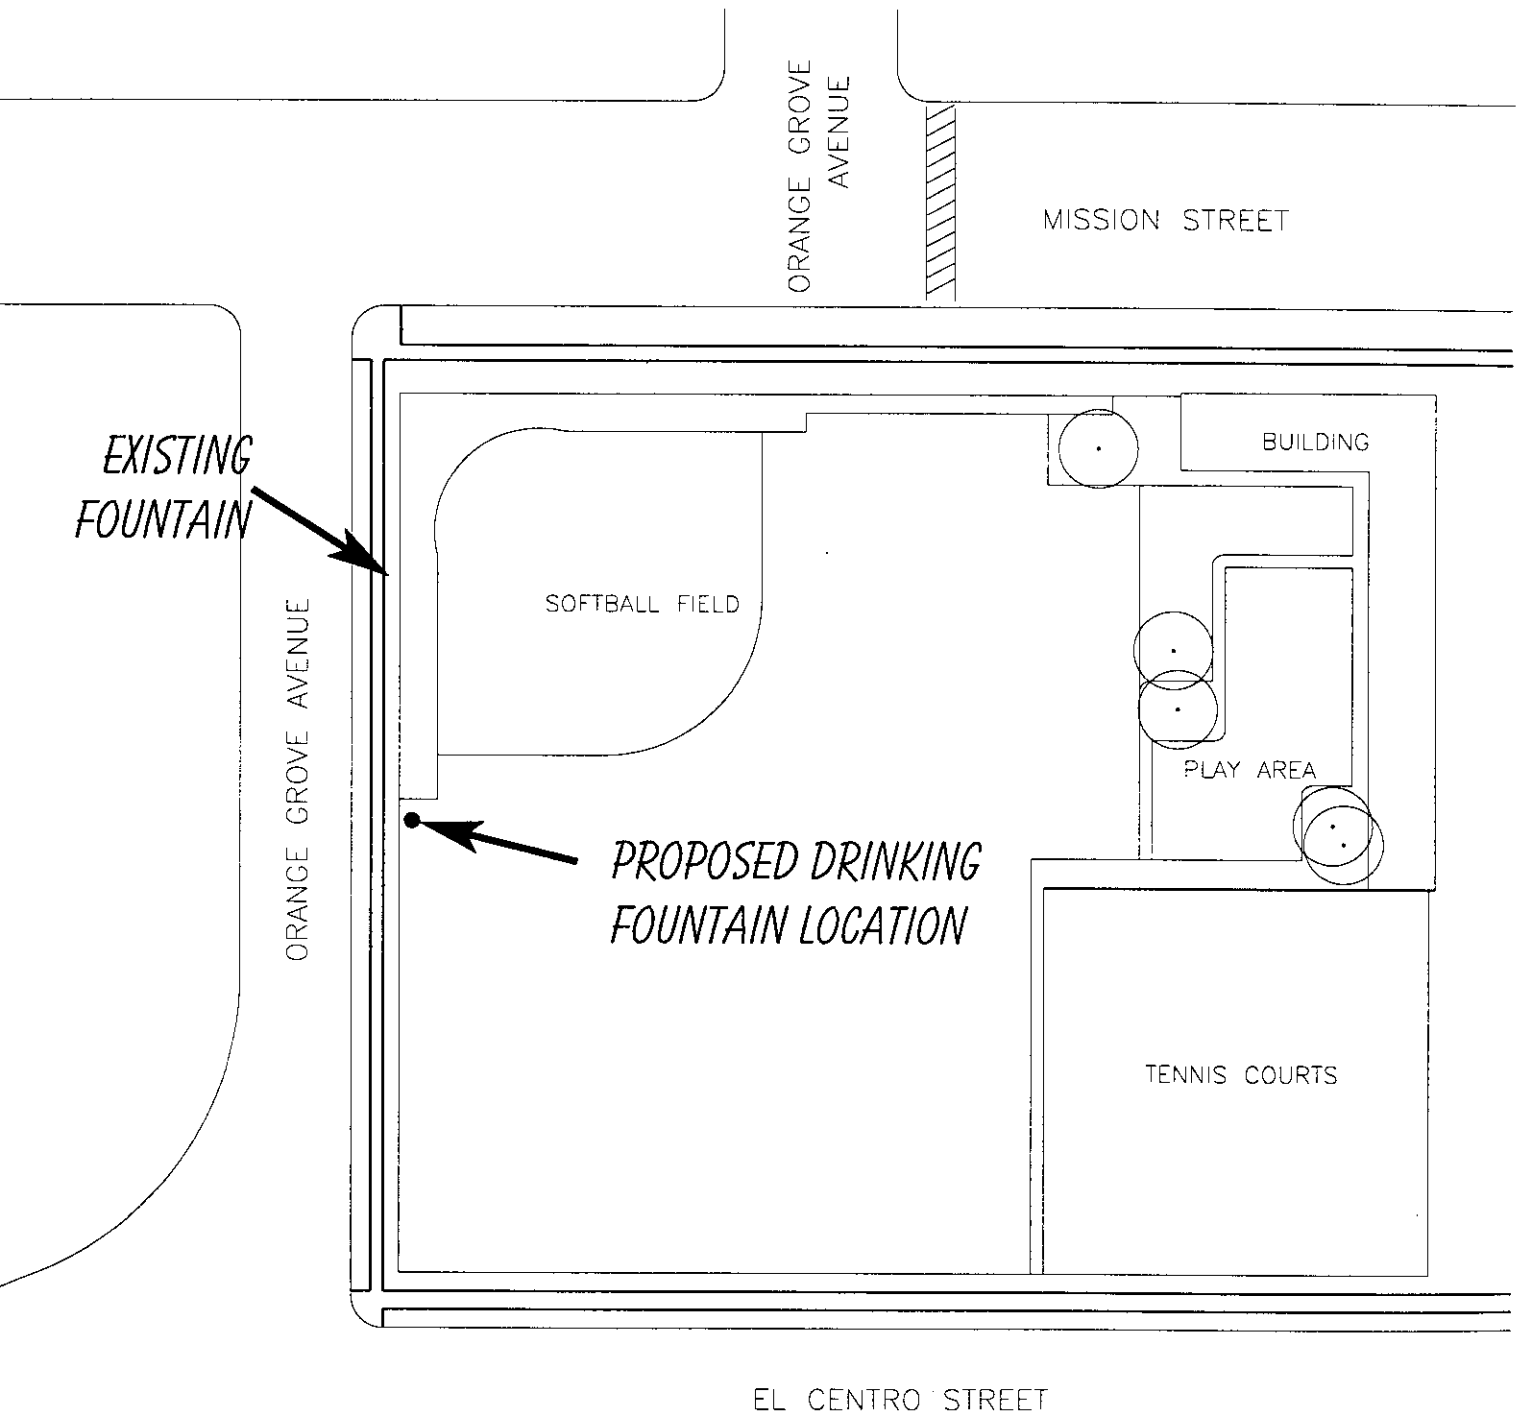 ORANGE GROVE
AVENUE
MISSION STREET
BUILDING
EXISTING
FOUNTAIN
SOFTBALL FIELD
ORANGE GROVE AVENUE
PLAY AREA
PROPOSED DRINKING
FOUNTAIN LOCATION
TENNIS COURTS
EL CENTRO STREET